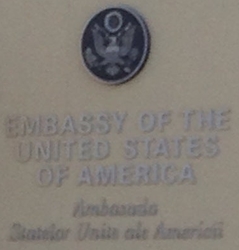 EMBASSY OF THE
UNITED STATES
OF AMERICA
Ambasada
Statelor Unite ale Americii